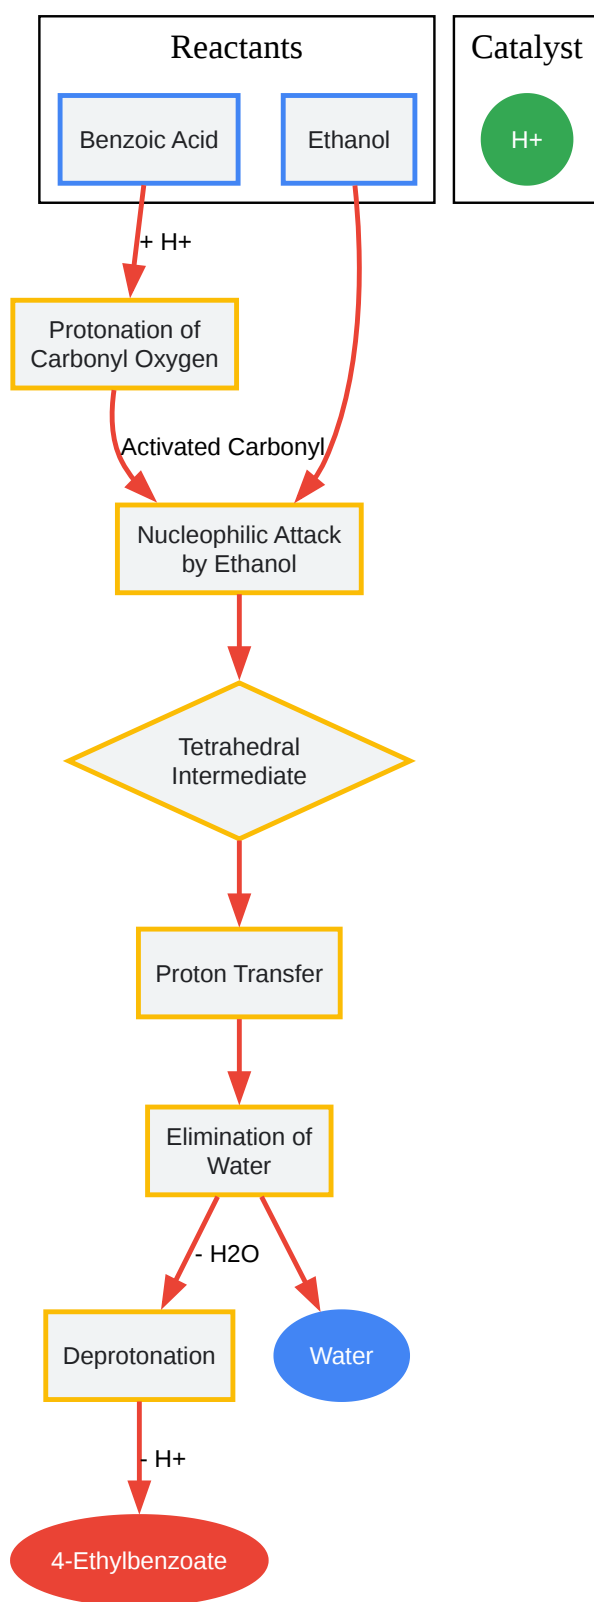 Reactants
Catalyst
Benzoic Acid
Ethanol
H+
+ H+
Protonation of
Carbonyl Oxygen
Activated Carbonyl
Nucleophilic Attack
by Ethanol
Tetrahedral
Intermediate
Proton Transfer
Elimination of
Water
- H2O
Deprotonation
Water
- H+
4-Ethylbenzoate